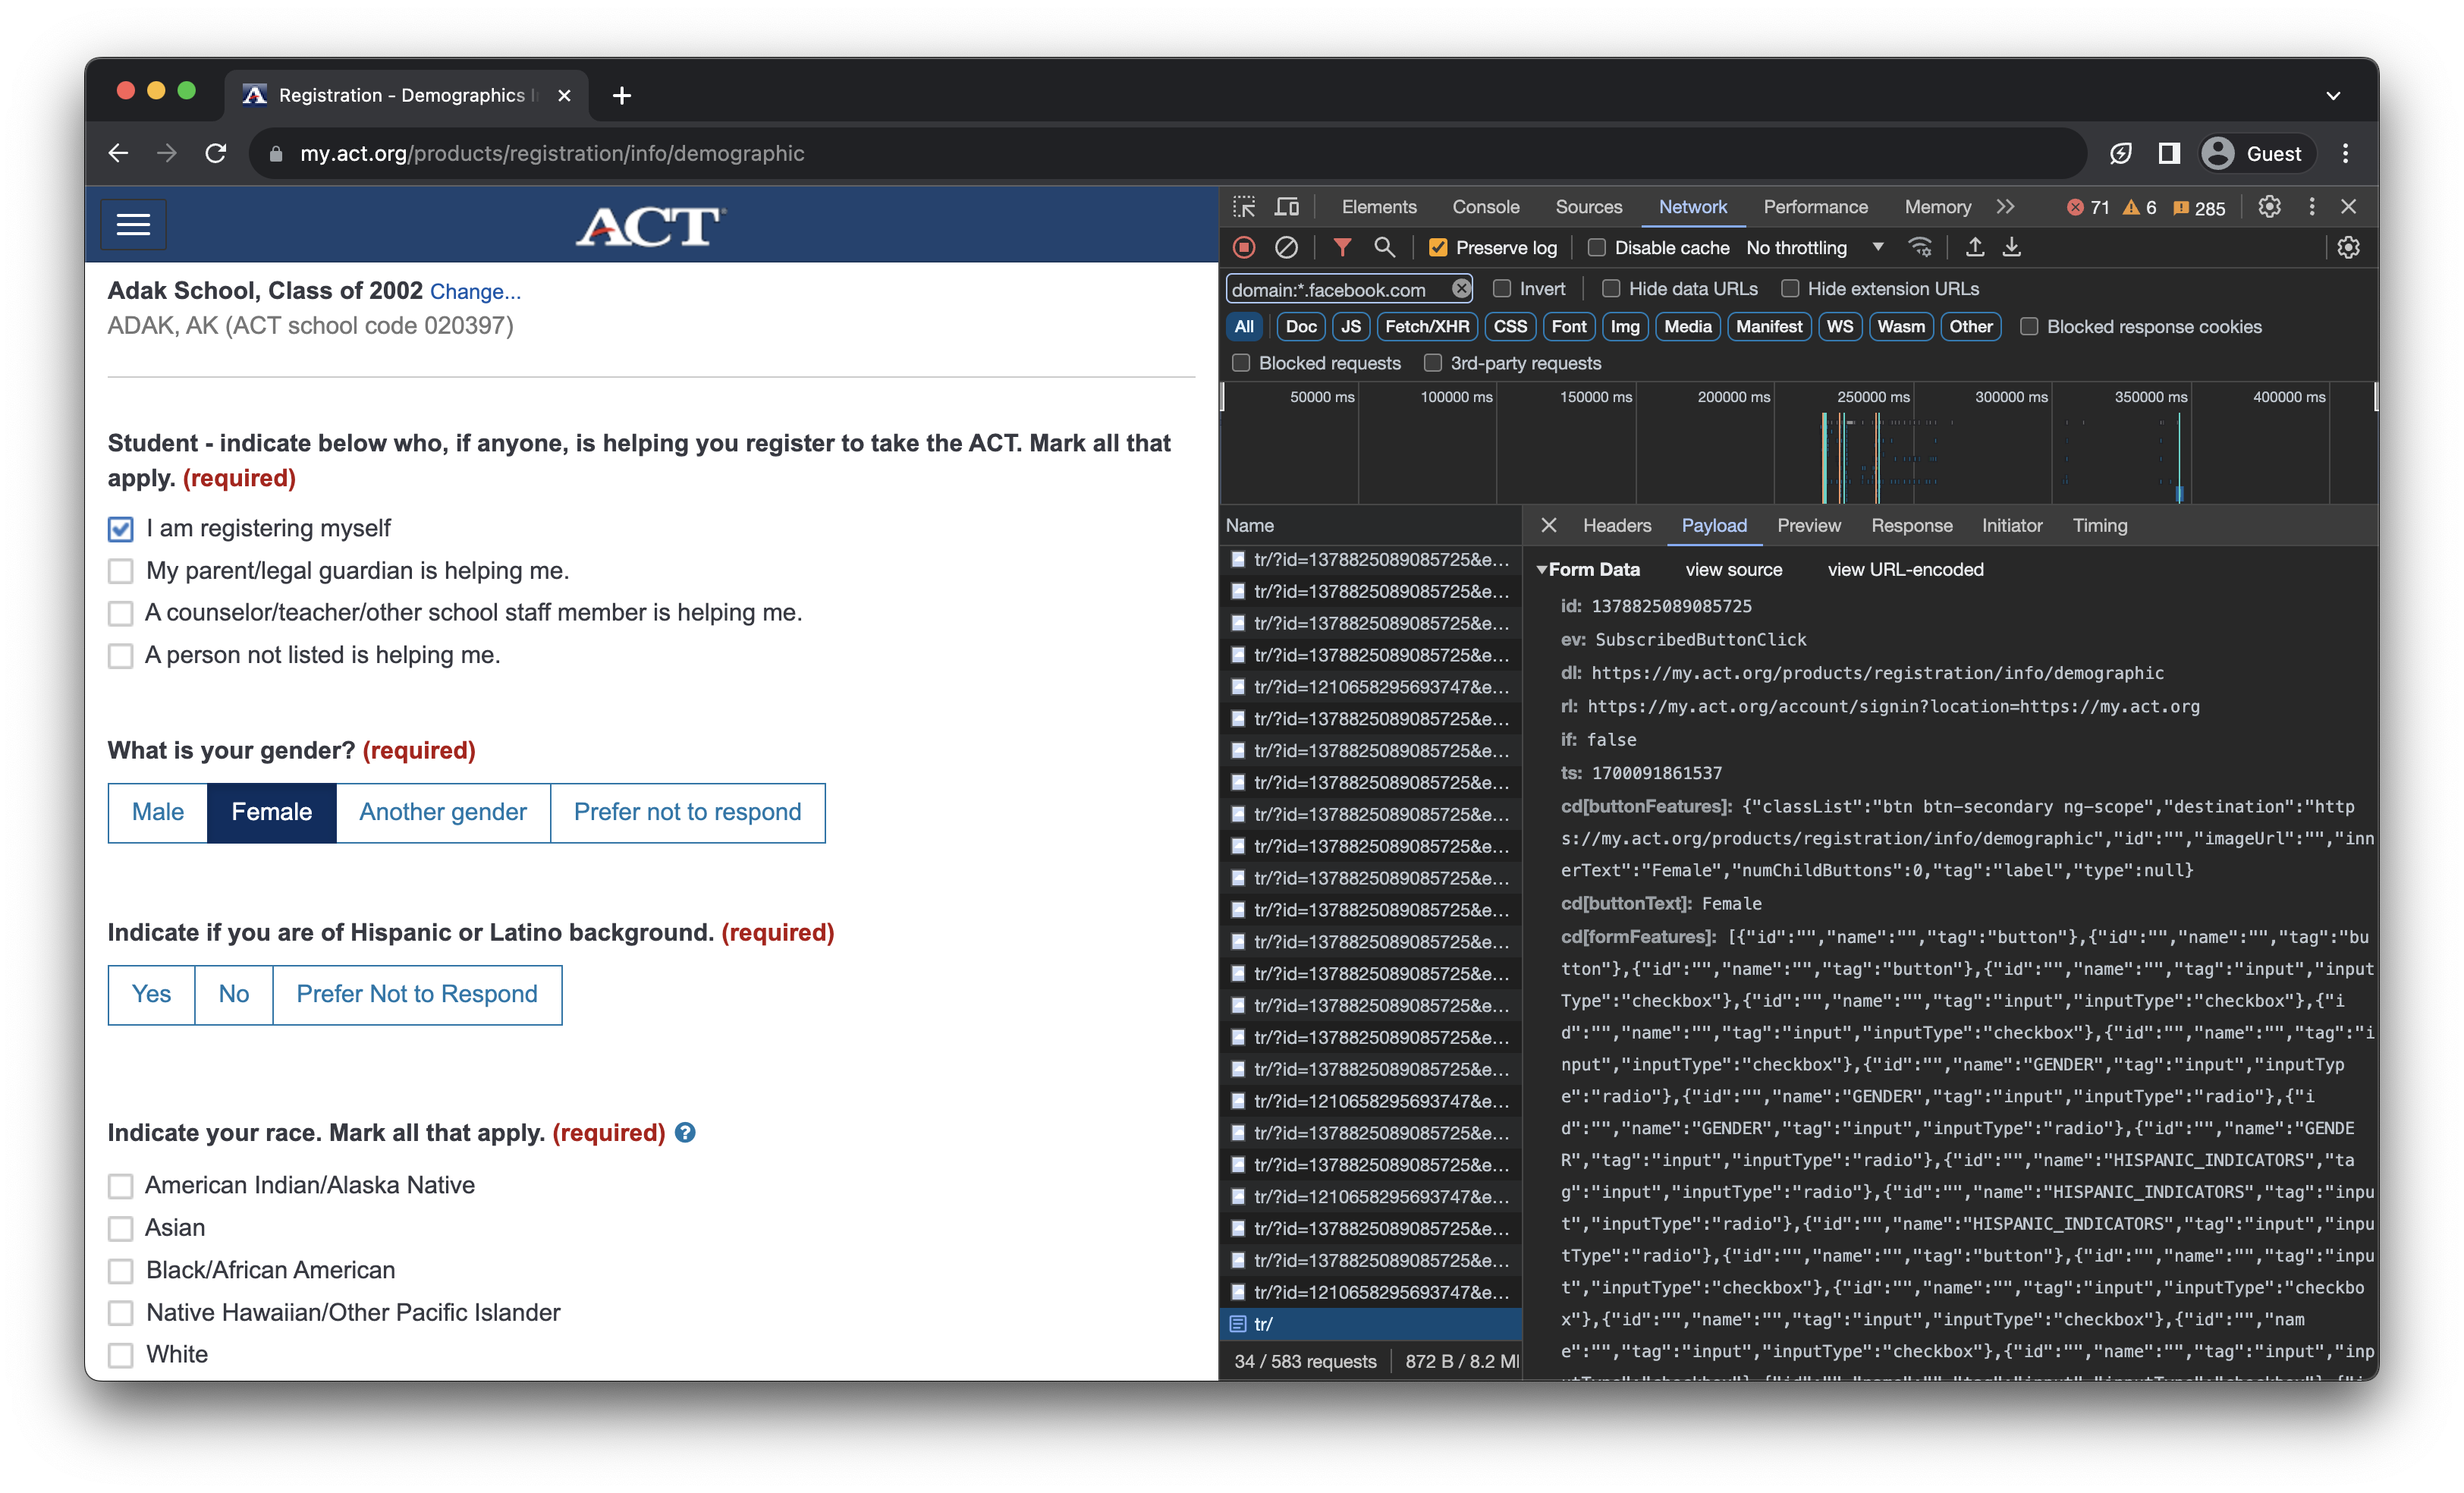 Registration - Demographics I
my.act.org/products/registration/info/demographic
Guest
ACT
Adak School, Class of 2002 Change...
ADAK, AK (ACT school code 020397)
Student - indicate below who, if anyone, is helping you register to take the ACT. Mark all that
apply. (required)
I am registering myself
My parent/legal guardian is helping me.
A counselor/teacher/other school staff member is helping me.
A person not listed is helping me.
What is your gender? (required)
Male Female Another gender Prefer not to respond
Indicate if you are of Hispanic or Latino background. (required)
Yes No Prefer Not to Respond
Indicate your race. Mark all that apply. (required) ?
American Indian/Alaska Native
Asian
Black/African American
Native Hawaiian/Other Pacific Islander
White
Elements Console Sources Network Performance Memory 71 6 285
Preserve log Disable cache No throttling
domain:*.facebook.com Invert Hide data URLs Hide extension URLs
All Doc JS Fetch/XHR CSS Font Img Media Manifest WS Wasm Other Blocked response cookies
Blocked requests 3rd-party requests
50000 ms 100000 ms 150000 ms 200000 ms 250000 ms 300000 ms 350000 ms 400000 ms
Name
tr/?id=1378825089085725&e...
tr/?id=1378825089085725&e...
tr/?id=1378825089085725&e...
tr/?id=1378825089085725&e...
tr/?id=1210658295693747&e...
tr/?id=1378825089085725&e...
tr/?id=1378825089085725&e...
tr/?id=1378825089085725&e...
tr/?id=1378825089085725&e...
tr/?id=1378825089085725&e...
tr/?id=1378825089085725&e...
tr/?id=1378825089085725&e...
tr/?id=1378825089085725&e...
tr/?id=1378825089085725&e...
tr/?id=1378825089085725&e...
tr/?id=1378825089085725&e...
tr/?id=1378825089085725&e...
tr/?id=1210658295693747&e...
tr/?id=1378825089085725&e...
tr/?id=1378825089085725&e...
tr/?id=1210658295693747&e...
tr/?id=1378825089085725&e...
tr/?id=1378825089085725&e...
tr/?id=1210658295693747&e...
tr/
34 / 583 requests 872 B / 8.2 M
Headers Payload Preview Response Initiator Timing
Form Data view source view URL-encoded
id: 1378825089085725
ev: SubscribedButtonClick
dl: https://my.act.org/products/registration/info/demographic
rl: https://my.act.org/account/signin?location=https://my.act.org
if: false
ts: 1700091861537
cd[buttonFeatures]: {"classList":"btn btn-secondary ng-scope","destination":"http
s://my.act.org/products/registration/info/demographic","id":"","imageUrl":"","inn
erText":"Female","numChildButtons":0,"tag":"label","type":null}
cd[buttonText]: Female
cd[formFeatures]: [{"id":"","name":"","tag":"button"},{"id":"","name":"","tag":"bu
tton"},{"id":"","name":"","tag":"button"},{"id":"","name":"","tag":"input","input
Type":"checkbox"},{"id":"","name":"","tag":"input","inputType":"checkbox"},{"i
d":"","name":"","tag":"input","inputType":"checkbox"},{"id":"","name":"","tag":"i
nput","inputType":"checkbox"},{"id":"","name":"GENDER","tag":"input","inputTyp
e":"radio"},{"id":"","name":"GENDER","tag":"input","inputType":"radio"},{"i
d":"","name":"GENDER","tag":"input","inputType":"radio"},{"id":"","name":"GENDE
R","tag":"input","inputType":"radio"},{"id":"","name":"HISPANIC_INDICATORS","ta
g":"input","inputType":"radio"},{"id":"","name":"HISPANIC_INDICATORS","tag":"inpu
t","inputType":"radio"},{"id":"","name":"HISPANIC_INDICATORS","tag":"input","inpu
tType":"radio"},{"id":"","name":"","tag":"button"},{"id":"","name":"","tag":"inpu
t","inputType":"checkbox"},{"id":"","name":"","tag":"input","inputType":"checkbo
x"},{"id":"","name":"","tag":"input","inputType":"checkbox"},{"id":"","nam
e":"","tag":"input","inputType":"checkbox"},{"id":"","name":"","tag":"input","inp